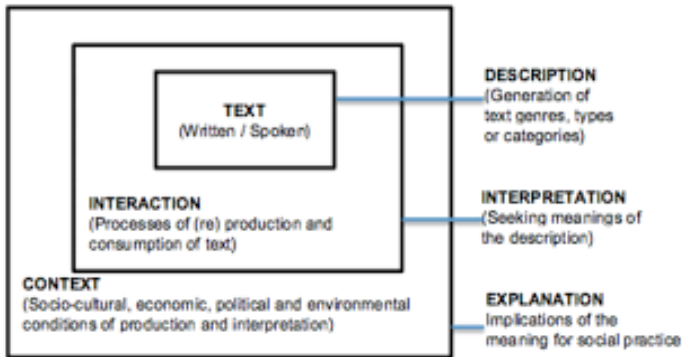 TEXT
(Written / Spoken)
INTERACTION
(Processes of (re) production and
consumption of text)
CONTEXT
(Socio-cultural, economic, political and environmental
conditions of production and interpretation)
DESCRIPTION
(Generation of
text genres, types
or categories)
INTERPRETATION
(Seeking meanings of
the description)
EXPLANATION
Implications of the
meaning for social practice